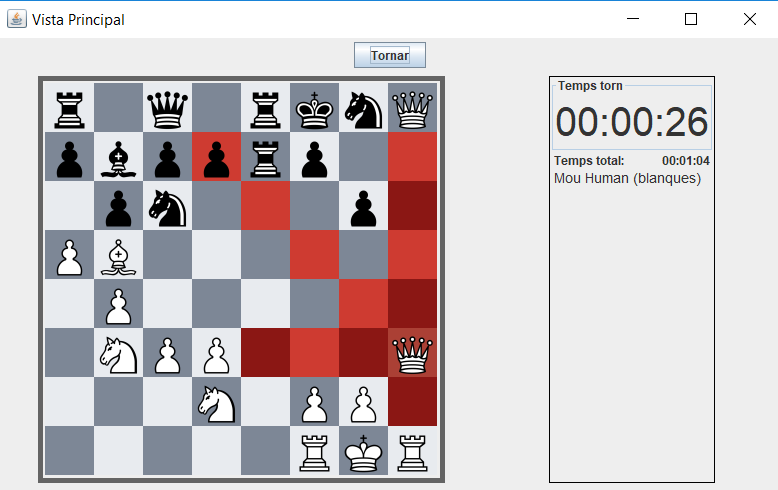 Vista Principal
Tornar
Temps torn
00:00:26
Temps total: 00:01:04
Mou Human (blanques)